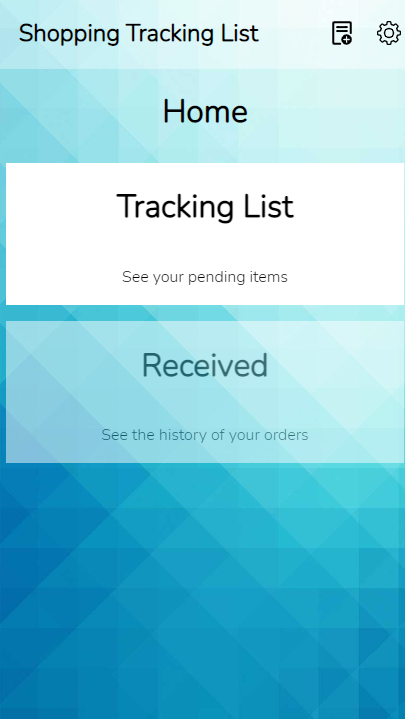 Shopping Tracking List
Home
Tracking List
See your pending items
Received
See the history of your orders